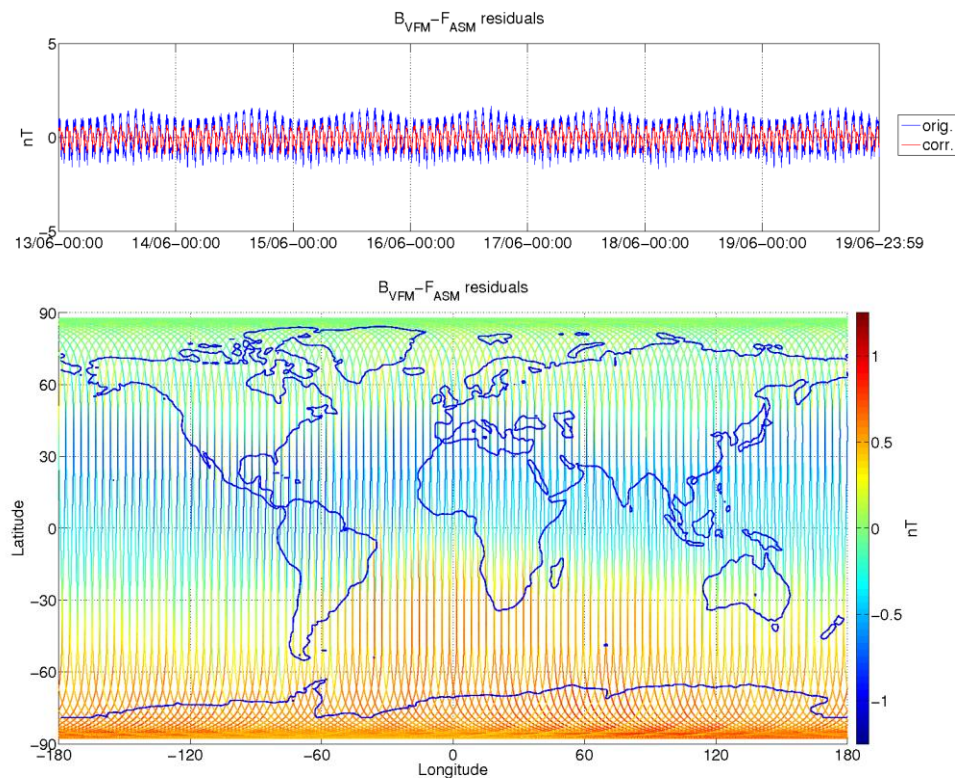 B_VFM–F_ASM residuals
5
0
−5
nT
13/06−00:00 14/06−00:00 15/06−00:00 16/06−00:00 17/06−00:00 18/06−00:00 19/06−00:00 19/06−23:59
orig.
corr.
B_VFM–F_ASM residuals
90
60
30
0
−30
−60
−90
Latitude
−180 −120 −60 0 60 120 180
Longitude
1
0.5
0
−0.5
−1
nT